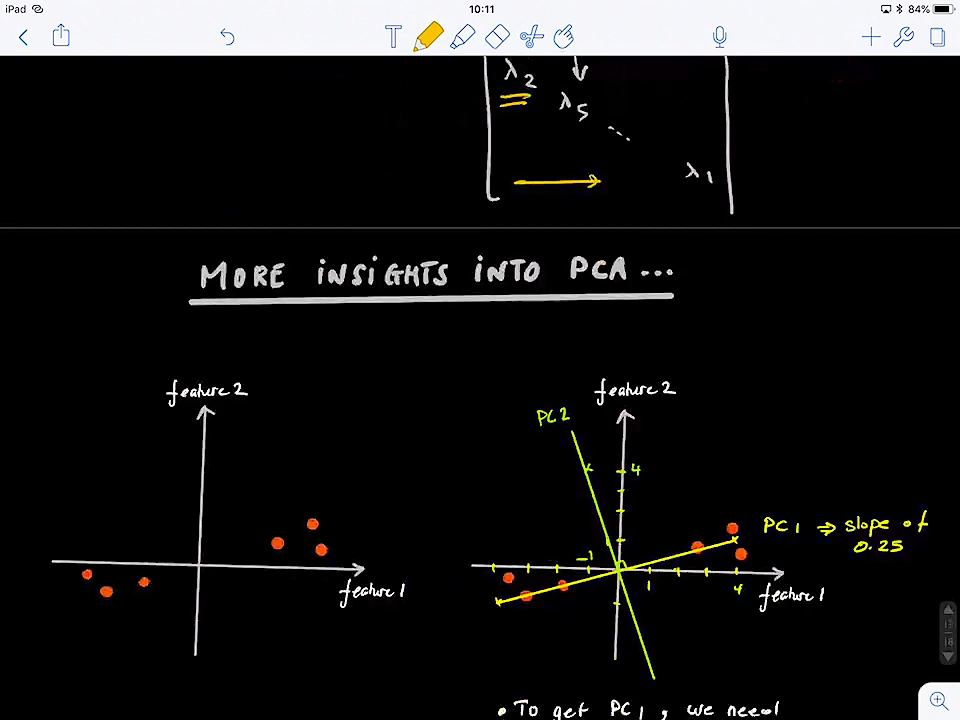 iPad
10:11
84%
T
λ2
λ5
...
λ1
MORE INSIGHTS INTO PCA ...
feature 2
feature 1
feature 2
PC2
4
-1
1
4
feature 1
PC1 ⇒ slope of
0.25
• To get PC1, we need